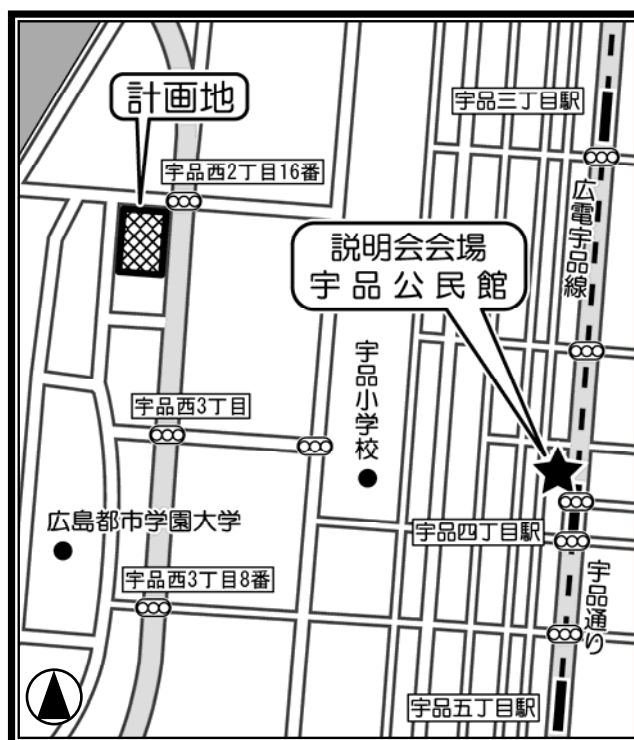 計画地
宇品三丁目駅
宇品西2丁目16番
広電宇品線
説明会会場
宇品公民館
宇品小学校
宇品西3丁目
広島都市学園大学
宇品四丁目駅
宇品西3丁目8番
宇品通り
宇品五丁目駅